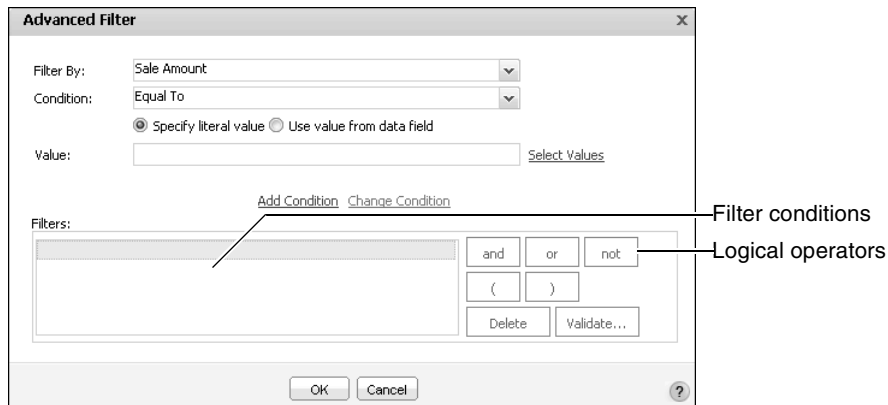 Advanced Filter x
Filter By: Sale Amount
Condition: Equal To
Specify literal value Use value from data field
Value: Select Values
Add Condition Change Condition
Filter conditions
Filters:
Logical operators
and or not
( )
Delete Validate...
OK Cancel ?